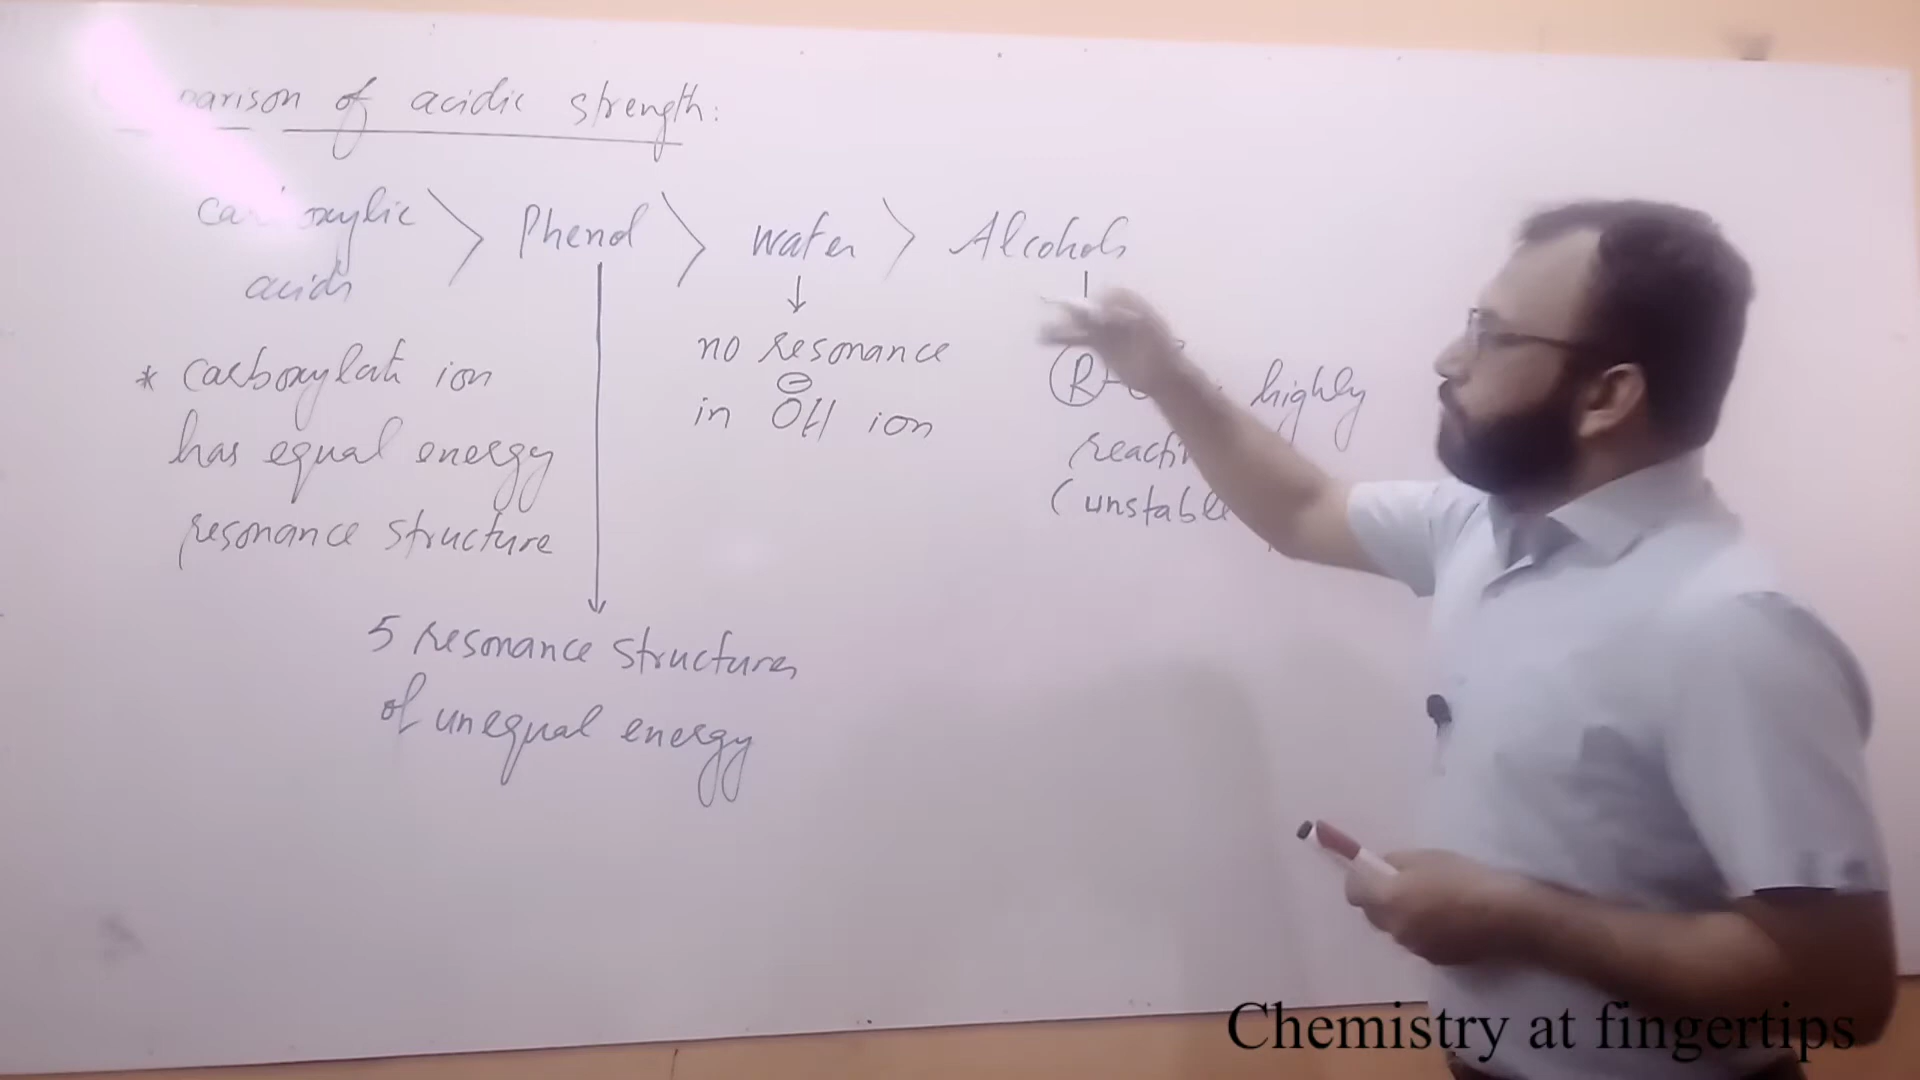 of acidic strength:
Phenol > water > Alcohols
acids
* carboxylate ion
has equal energy
resonance structure
no resonance
in ⊖OH ion
R- highly
(unstable
5 resonance structures
of unequal energy
Chemistry at fingertips